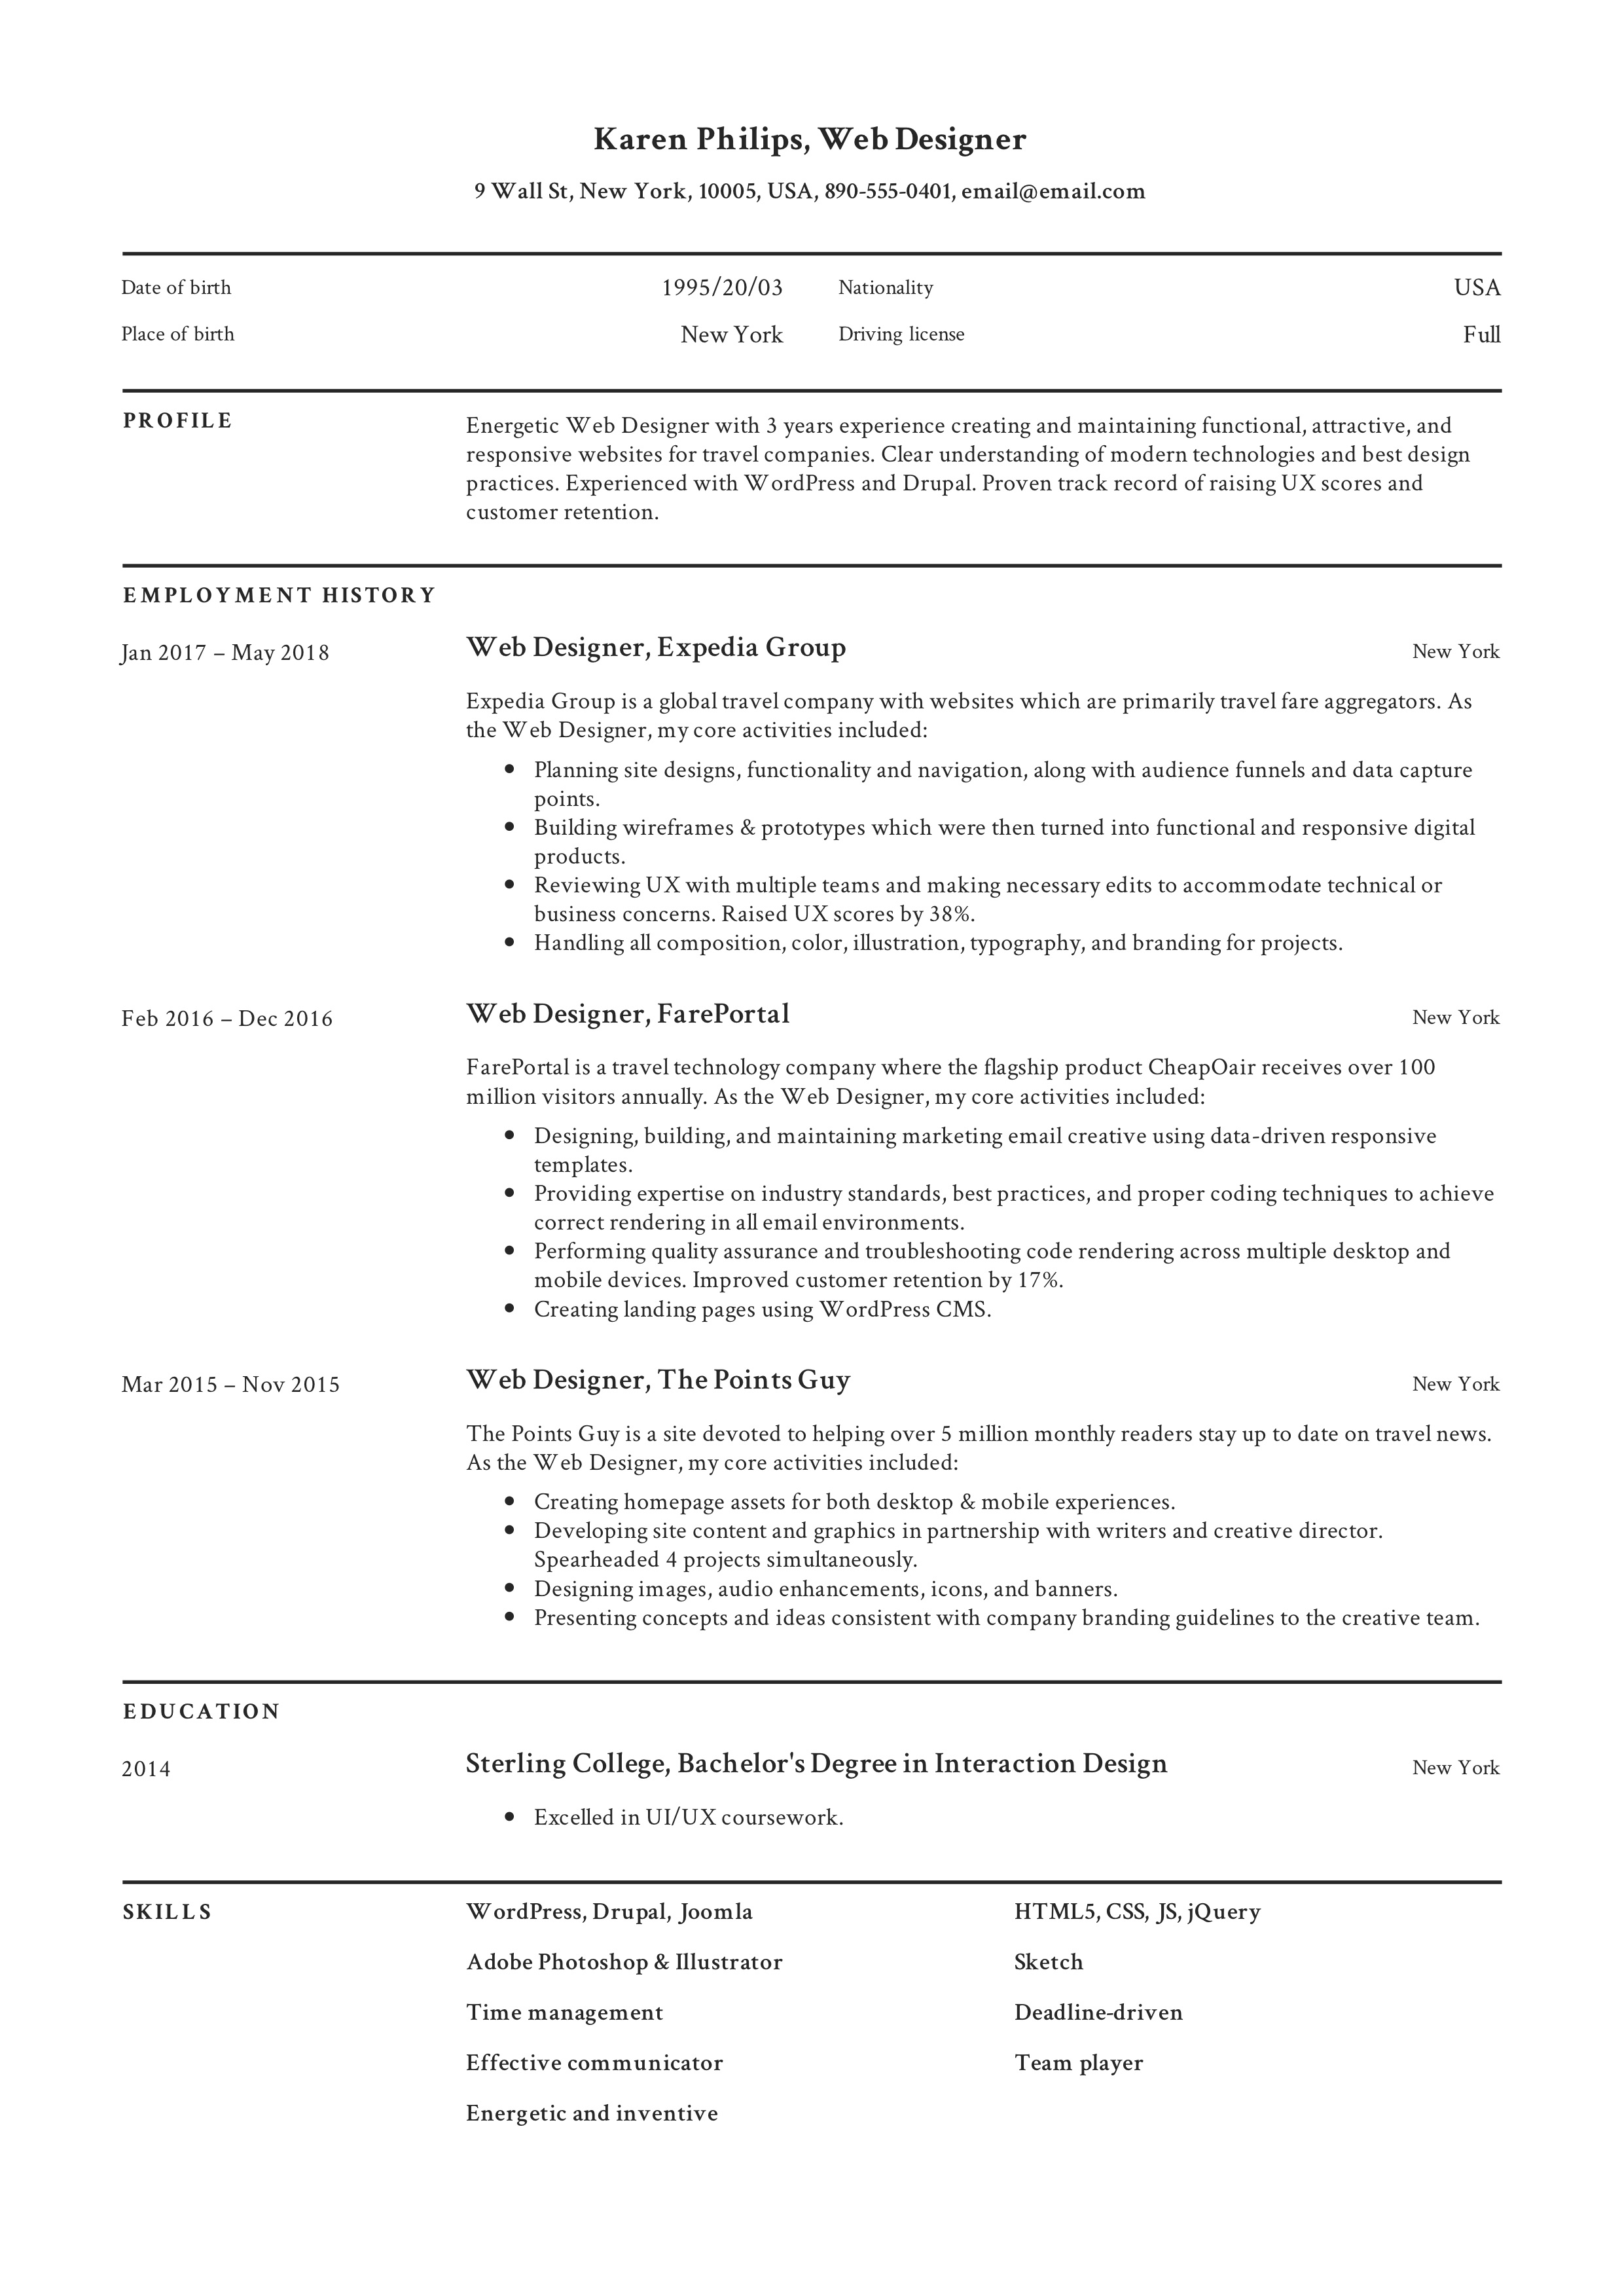 Karen Philips, Web Designer
9 Wall St, New York, 10005, USA, 890-555-0401, email@email.com
Date of birth 1995/20/03 Nationality USA
Place of birth New York Driving license Full
PROFILE
Energetic Web Designer with 3 years experience creating and maintaining functional, attractive, and
responsive websites for travel companies. Clear understanding of modern technologies and best design
practices. Experienced with WordPress and Drupal. Proven track record of raising UX scores and
customer retention.
EMPLOYMENT HISTORY
Jan 2017 – May 2018 Web Designer, Expedia Group New York
Expedia Group is a global travel company with websites which are primarily travel fare aggregators. As
the Web Designer, my core activities included:
• Planning site designs, functionality and navigation, along with audience funnels and data capture
points.
• Building wireframes & prototypes which were then turned into functional and responsive digital
products.
• Reviewing UX with multiple teams and making necessary edits to accommodate technical or
business concerns. Raised UX scores by 38%.
• Handling all composition, color, illustration, typography, and branding for projects.
Feb 2016 – Dec 2016 Web Designer, FarePortal New York
FarePortal is a travel technology company where the flagship product CheapOair receives over 100
million visitors annually. As the Web Designer, my core activities included:
• Designing, building, and maintaining marketing email creative using data-driven responsive
templates.
• Providing expertise on industry standards, best practices, and proper coding techniques to achieve
correct rendering in all email environments.
• Performing quality assurance and troubleshooting code rendering across multiple desktop and
mobile devices. Improved customer retention by 17%.
• Creating landing pages using WordPress CMS.
Mar 2015 – Nov 2015 Web Designer, The Points Guy New York
The Points Guy is a site devoted to helping over 5 million monthly readers stay up to date on travel news.
As the Web Designer, my core activities included:
• Creating homepage assets for both desktop & mobile experiences.
• Developing site content and graphics in partnership with writers and creative director.
Spearheaded 4 projects simultaneously.
• Designing images, audio enhancements, icons, and banners.
• Presenting concepts and ideas consistent with company branding guidelines to the creative team.
EDUCATION
2014 Sterling College, Bachelor's Degree in Interaction Design New York
• Excelled in UI/UX coursework.
SKILLS WordPress, Drupal, Joomla HTML5, CSS, JS, jQuery
Adobe Photoshop & Illustrator Sketch
Time management Deadline-driven
Effective communicator Team player
Energetic and inventive